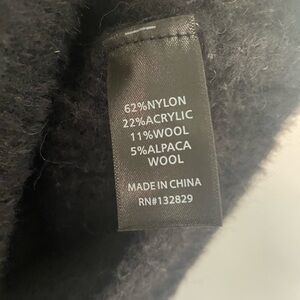 62%NYLON
22%ACRYLIC
11%WOOL
5%ALPACA
WOOL
MADE IN CHINA
RN#132829